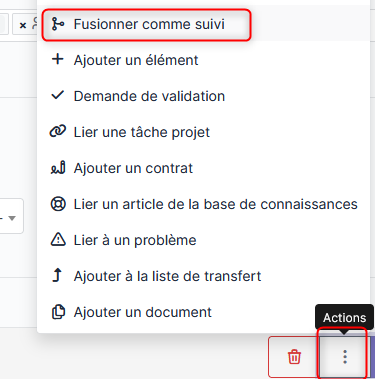 Fusionner comme suivi
Ajouter un élément
Demande de validation
Lier une tâche projet
Ajouter un contrat
Lier un article de la base de connaissances
Lier à un problème
Ajouter à la liste de transfert
Ajouter un document
Actions